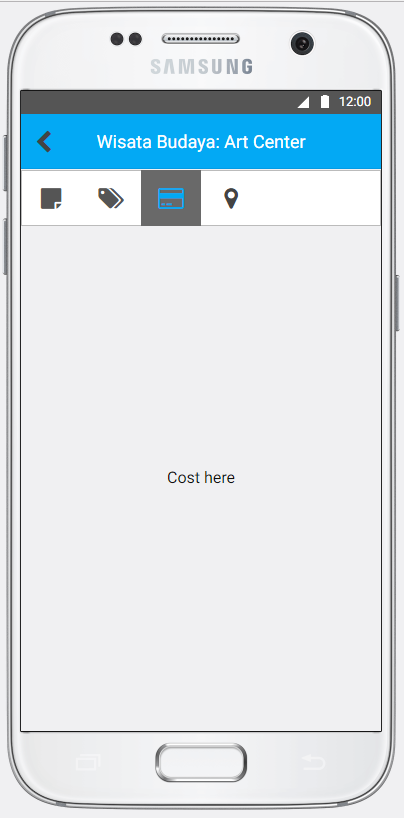 SAMSUNG
12:00
Wisata Budaya: Art Center
Cost here